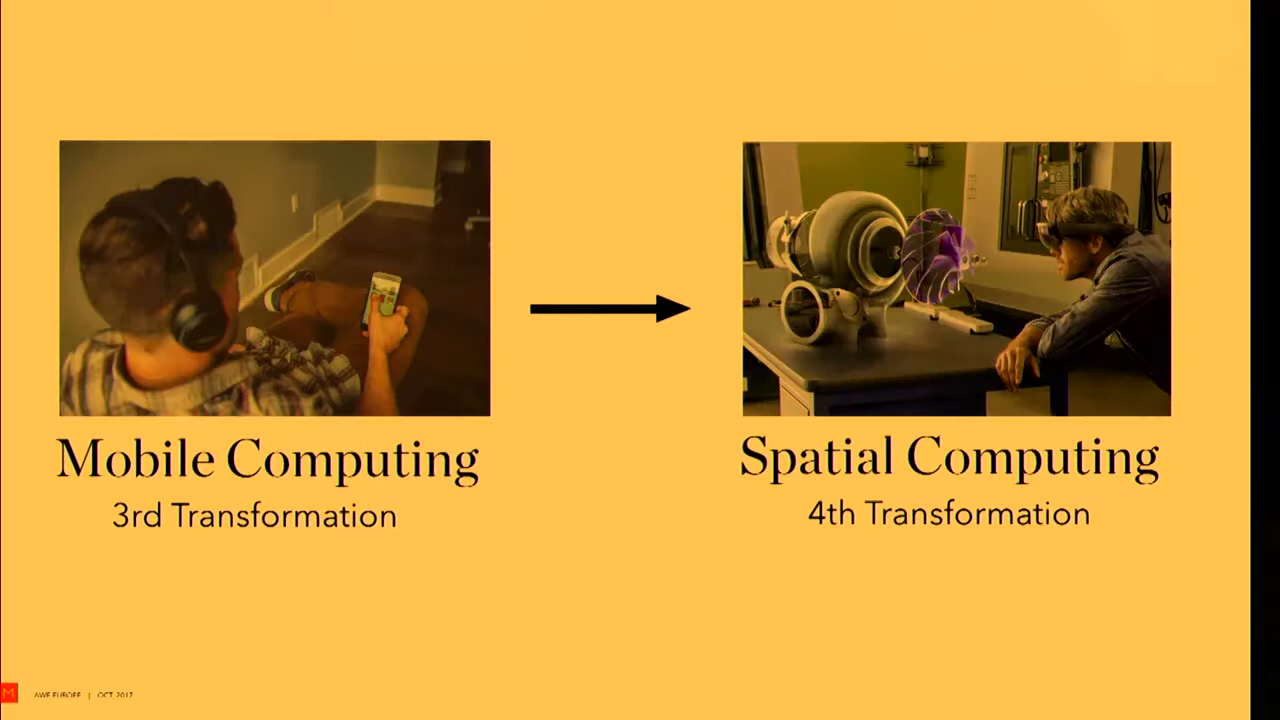 Mobile Computing
3rd Transformation
Spatial Computing
4th Transformation
M
AWE EUROPE | OCT, 2017